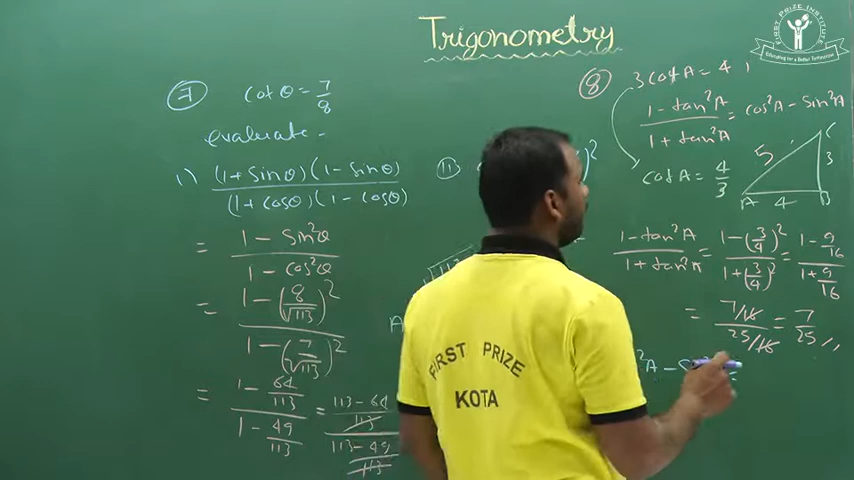 Trigonometry
FIRST PRIZE INSTITUTE
Educating for a Better Tomorrow
7 cot θ = 7/8
evaluate -
i) (1+sinθ)(1-sinθ) / (1+cosθ)(1-cosθ)
= 1-sin²θ / 1-cos²θ
= 1-(8/√113)² / 1-(7/√113)²
= 1-64/113 / 1-49/113 = 113-64/113 / 113-49/113
ii
8 3cotA = 4
1-tan²A / 1+tan²A = cos²A - sin²A
cotA = 4/3
5
C
3
A 4 B
1-tan²A / 1+tan²A = 1-(3/4)² / 1+(3/4)² = 1-9/16 / 1+9/16
= 7/16 / 25/16 = 7/25
²A -
FIRST PRIZE
KOTA